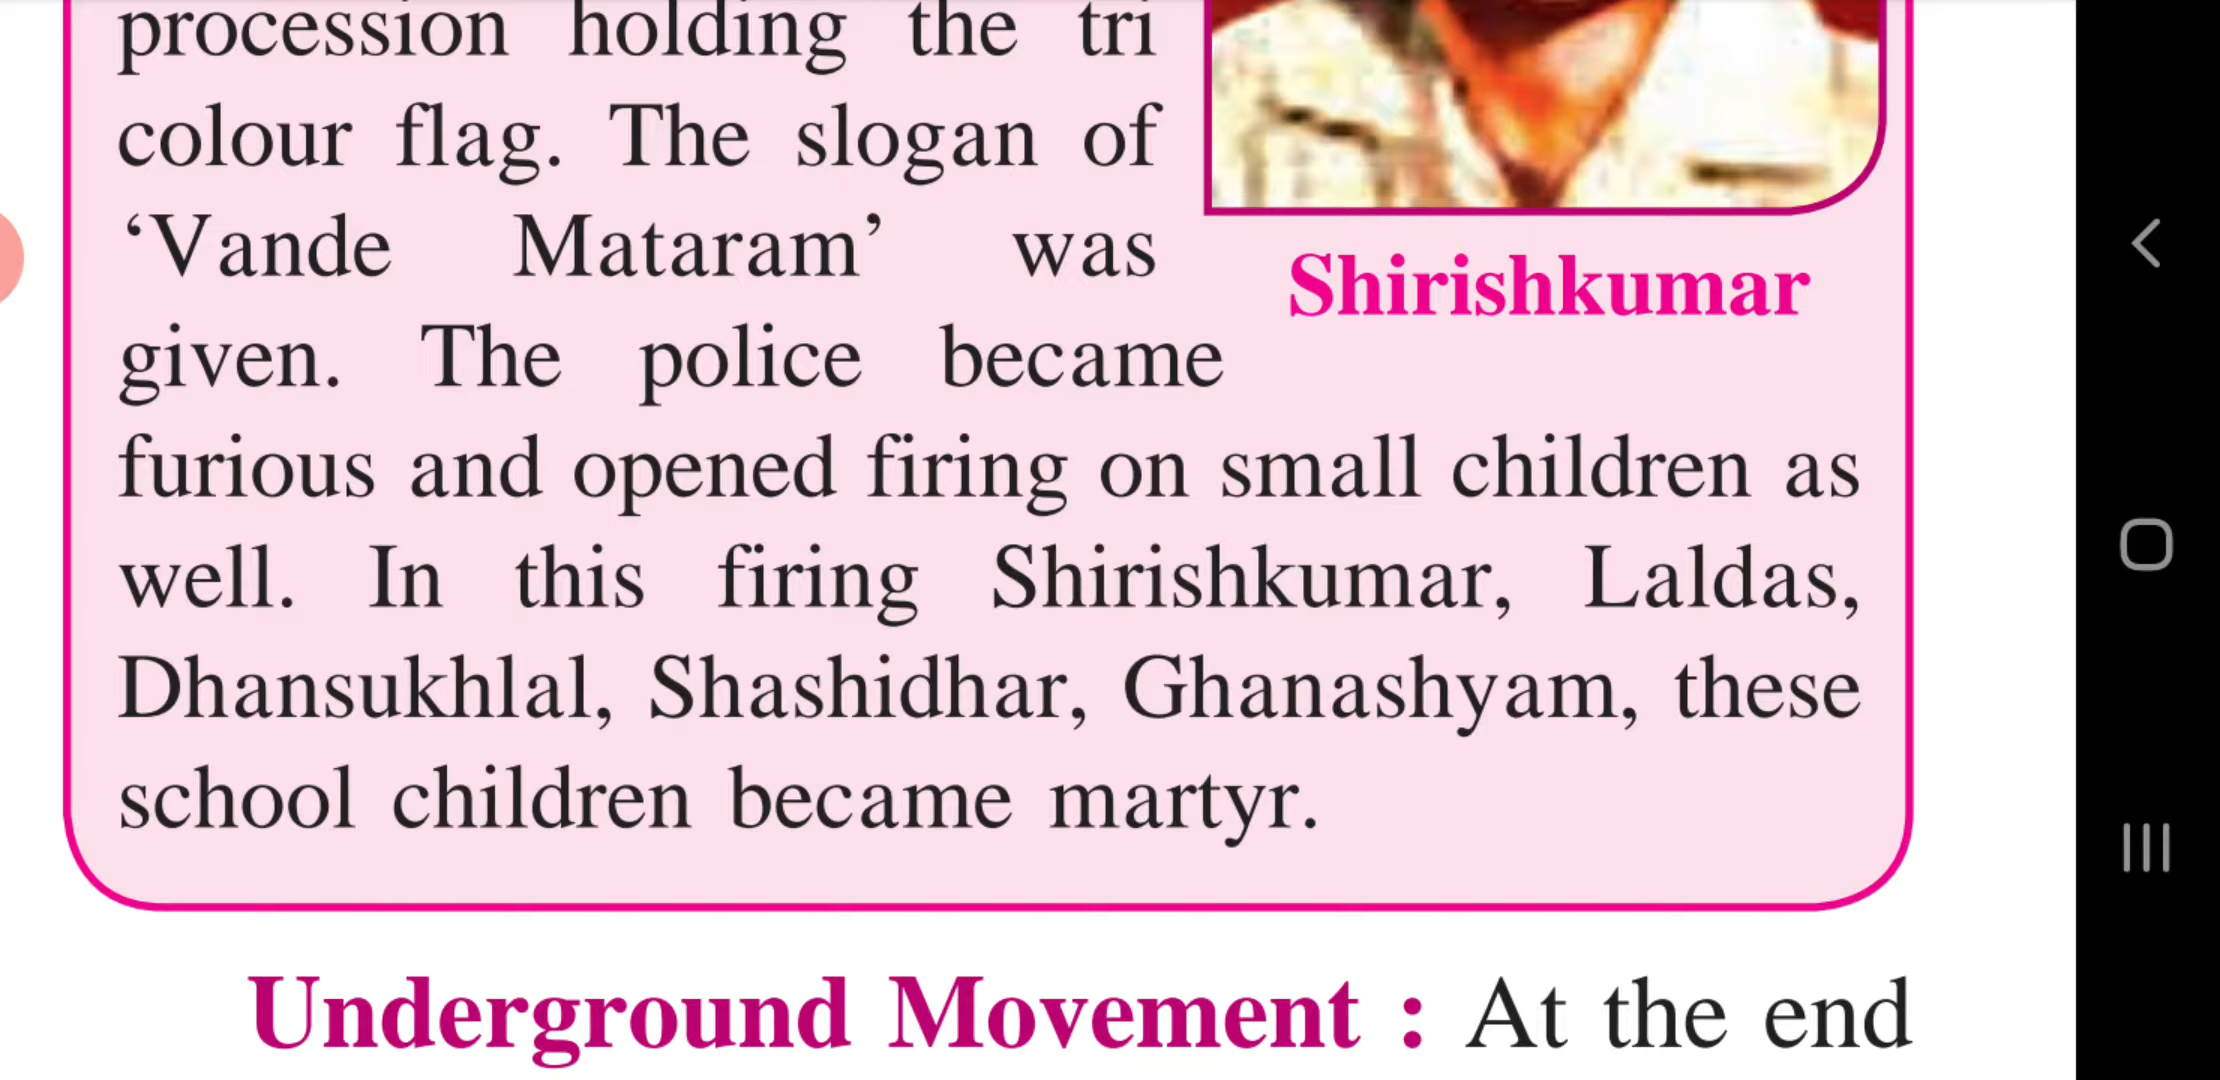 procession holding the tri
colour flag. The slogan of
‘Vande Mataram’ was
Shirishkumar
given. The police became
furious and opened firing on small children as
well. In this firing Shirishkumar, Laldas,
Dhansukhlal, Shashidhar, Ghanashyam, these
school children became martyr.
Underground Movement : At the end